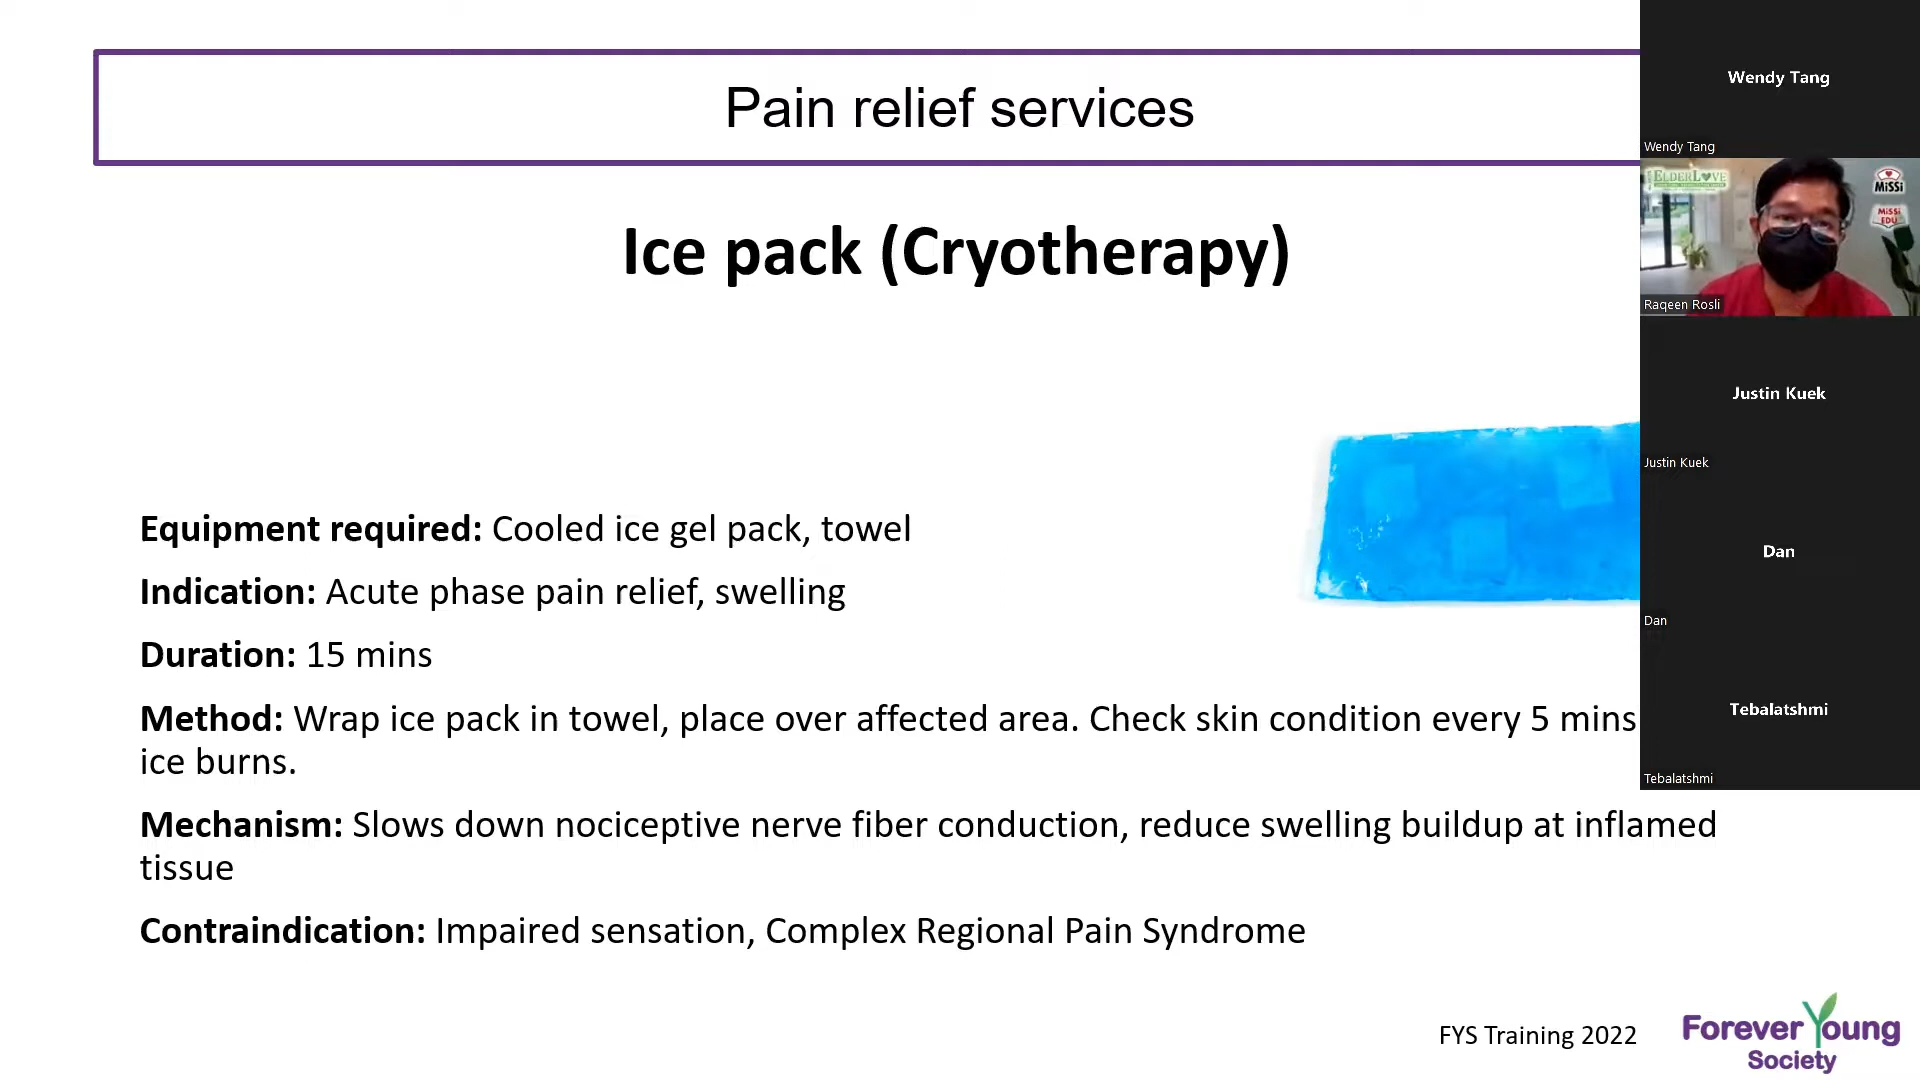 Pain relief services
Ice pack (Cryotherapy)
Equipment required: Cooled ice gel pack, towel
Indication: Acute phase pain relief, swelling
Duration: 15 mins
Method: Wrap ice pack in towel, place over affected area. Check skin condition every 5 mins
ice burns.
Mechanism: Slows down nociceptive nerve fiber conduction, reduce swelling buildup at inflamed
tissue
Contraindication: Impaired sensation, Complex Regional Pain Syndrome
FYS Training 2022
Forever Young
Society
Wendy Tang
Wendy Tang
ELDERLOVE
MiSSi
MiSSi
EDU
Raqeen Rosli
Justin Kuek
Justin Kuek
Dan
Dan
Tebalatshmi
Tebalatshmi